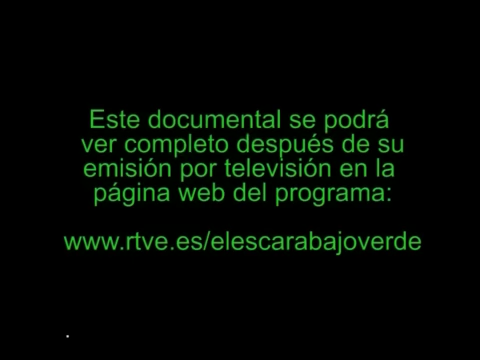 Este documental se podrá
ver completo después de su
emisión por televisión en la
página web del programa:
www.rtve.es/elescarabajoverde
.